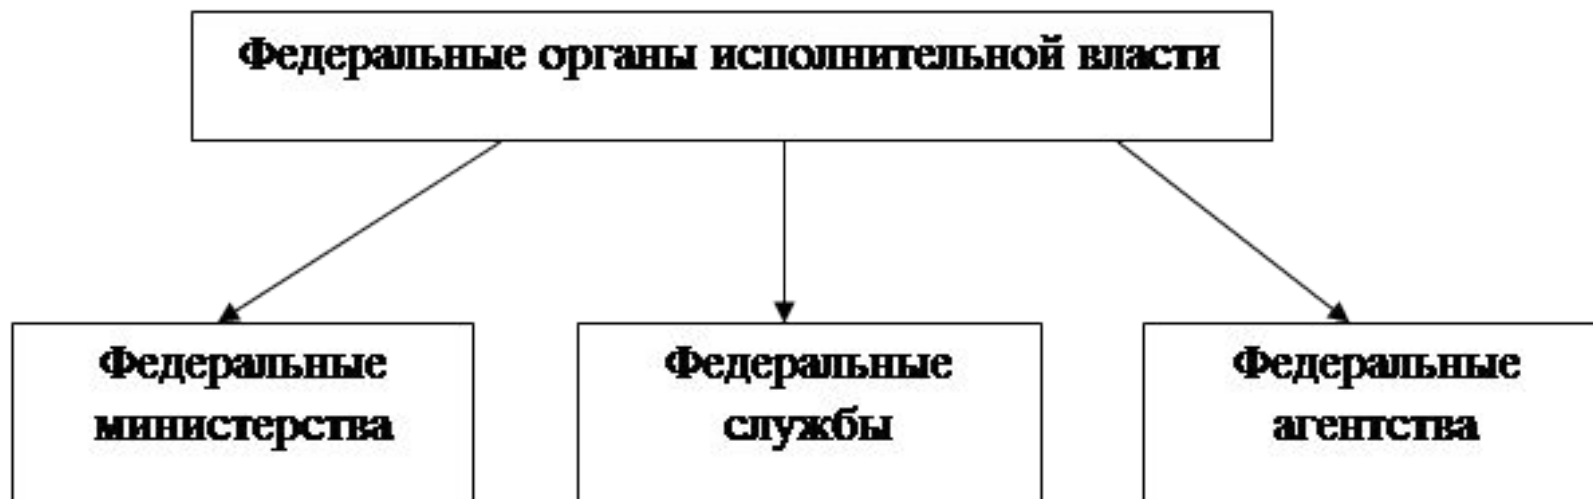 Федеральные органы исполнительной власти
Федеральные
министерства
Федеральные
службы
Федеральные
агентства